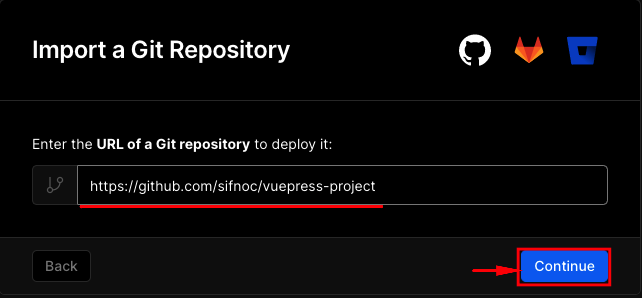 Import a Git Repository
Enter the URL of a Git repository to deploy it:
https://github.com/sifnoc/vuepress-project
Back
Continue